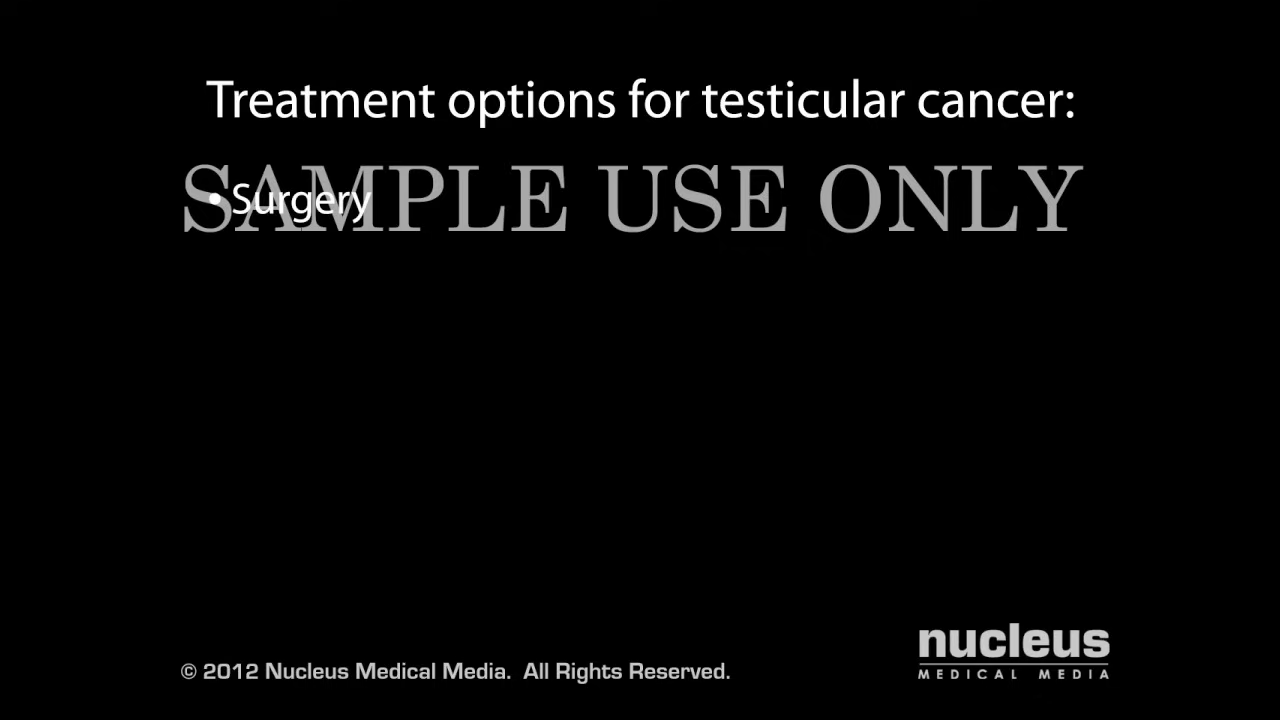 Treatment options for testicular cancer:
SAMPLE USE ONLY
• Surgery
nucleus
MEDICAL MEDIA
© 2012 Nucleus Medical Media. All Rights Reserved.